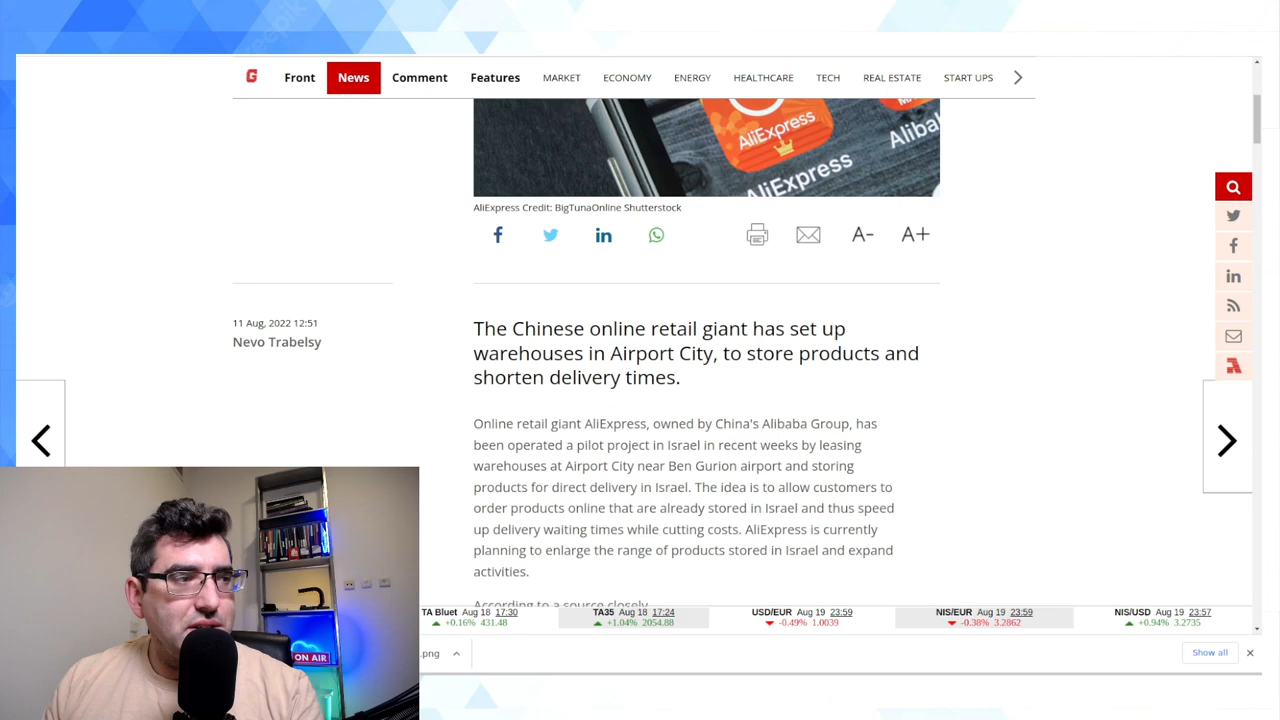 G Front News Comment Features MARKET ECONOMY ENERGY HEALTHCARE TECH REAL ESTATE START UPS
AliExpress
AliExpress
AliExpress Credit: BigTunaOnline Shutterstock
A- A+
11 Aug, 2022 12:51
Nevo Trabelsy
The Chinese online retail giant has set up
warehouses in Airport City, to store products and
shorten delivery times.
Online retail giant AliExpress, owned by China's Alibaba Group, has
been operated a pilot project in Israel in recent weeks by leasing
warehouses at Airport City near Ben Gurion airport and storing
products for direct delivery in Israel. The idea is to allow customers to
order products online that are already stored in Israel and thus speed
up delivery waiting times while cutting costs. AliExpress is currently
planning to enlarge the range of products stored in Israel and expand
activities.
According to a source closely
TA Bluet Aug 18 17:30 TA35 Aug 18 17:24 USD/EUR Aug 19 23:59 NIS/EUR Aug 19 23:59 NIS/USD Aug 19 23:57
+0.16% 431.48 +1.04% 2054.88 -0.49% 1.0039 -0.38% 3.2862 +0.94% 3.2735
.png Show all
ON AIR